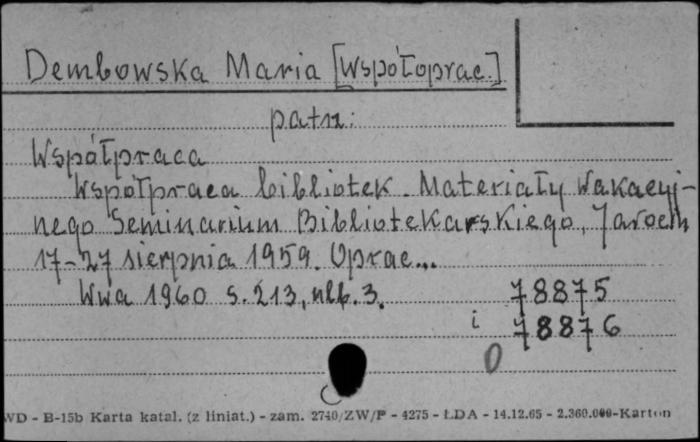 Dembowska Maria [Współoprac.]
patrz:
Współpraca
Współpraca bibliotek. Materiały Wakacyj-
nego Seminarium Bibliotekarskiego, Jarocin
17-27 sierpnia 1959. Oprac...
Wwa 1960 s. 213, nlb. 3.
78875
i 78876
0
WD - B-15b Karta katal. (z liniat.) - zam. 2740/ZW/P - 4275 - ŁDA - 14.12.65 - 2.360.000-Karton